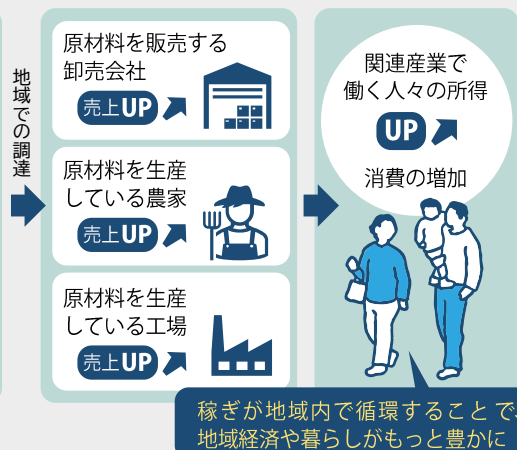 地域での調達
原材料を販売する
卸売会社
売上UP
原材料を生産
している農家
売上UP
原材料を生産
している工場
売上UP
関連産業で
働く人々の所得
UP
消費の増加
稼ぎが地域内で循環することで、
地域経済や暮らしがもっと豊かに